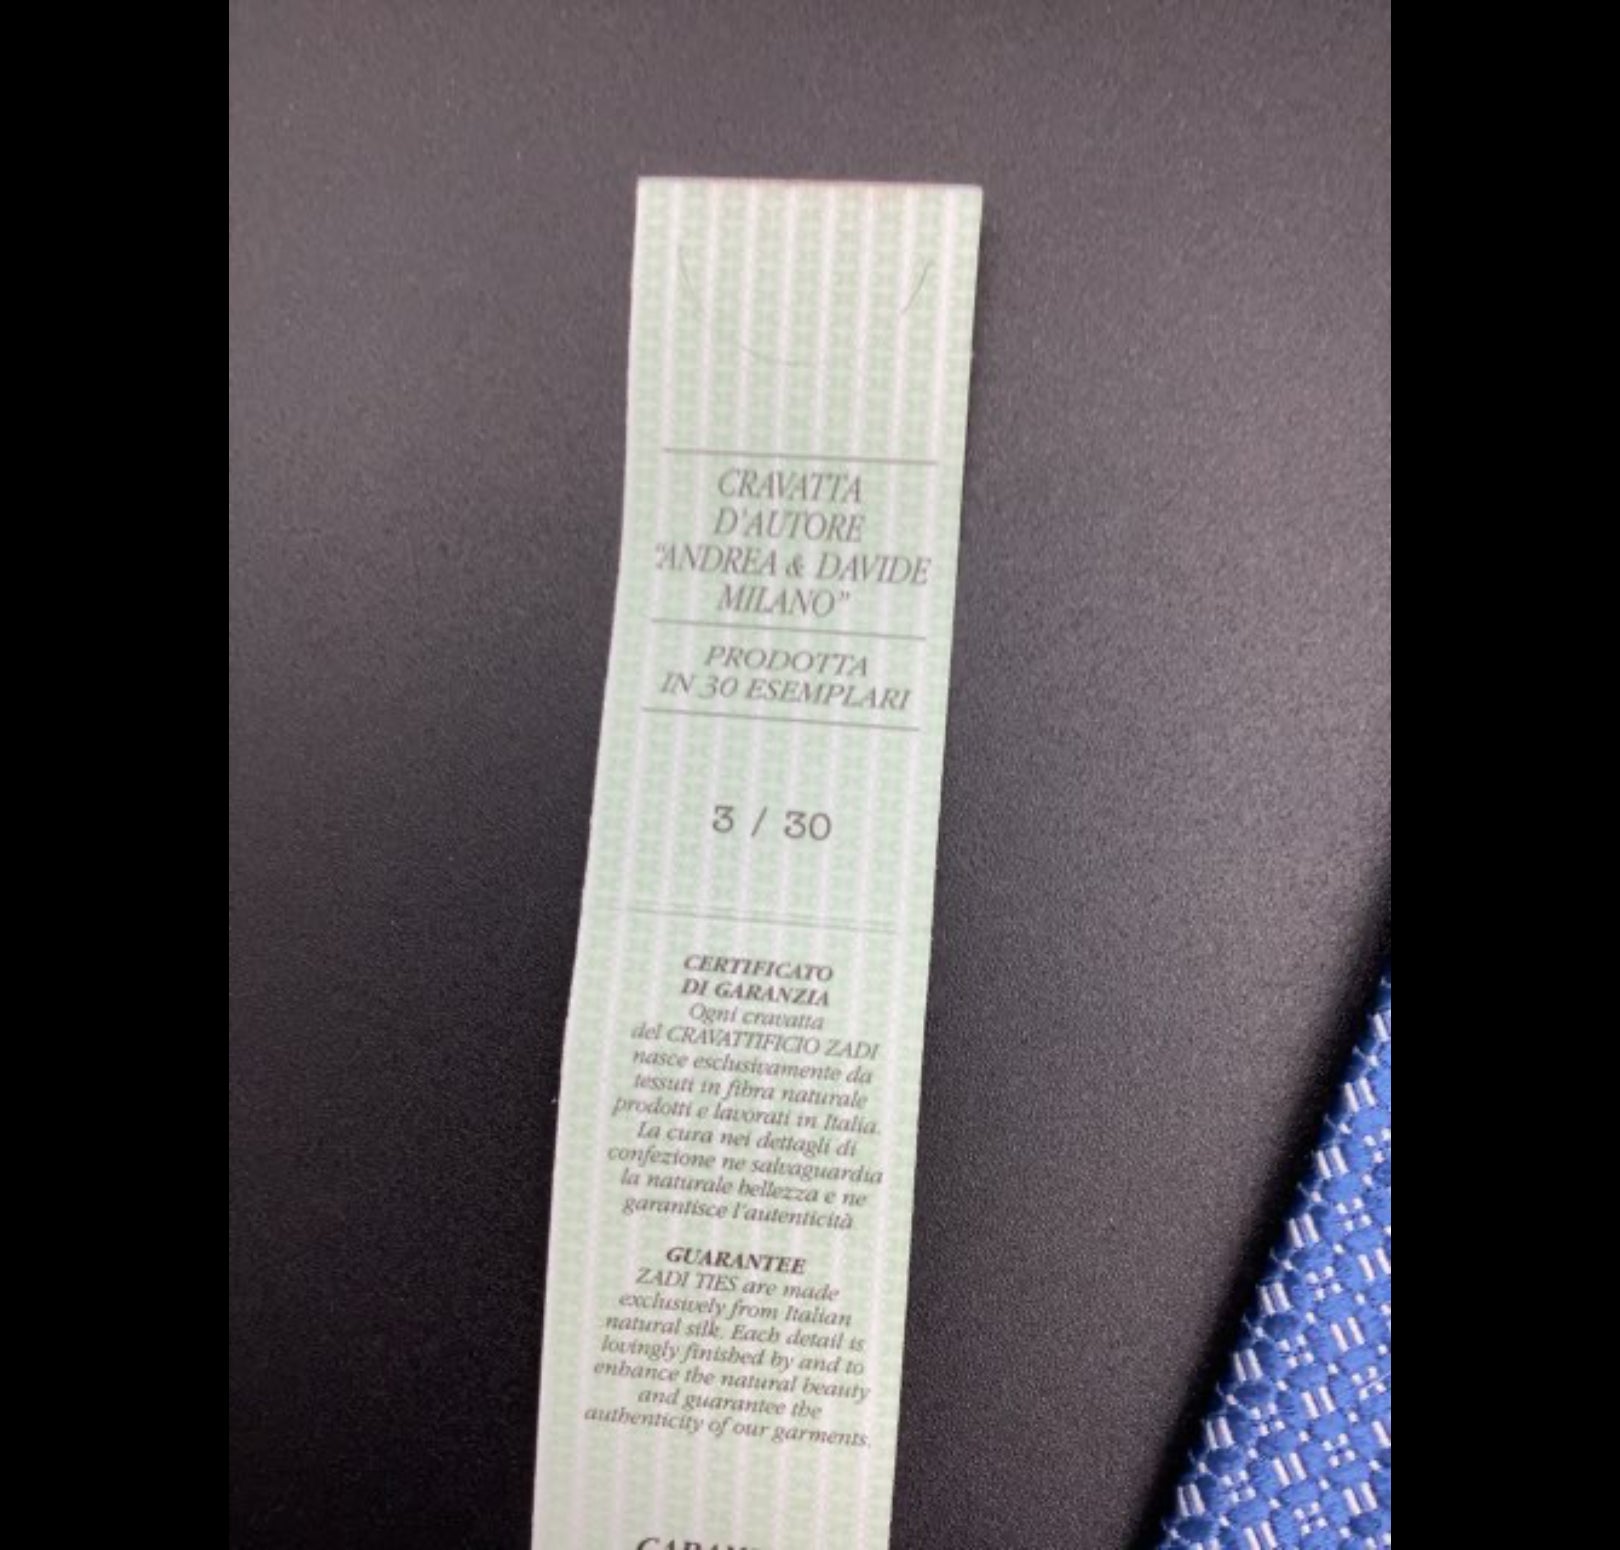 CRAVATTA
D'AUTORE
"ANDREA & DAVIDE
MILANO"
PRODOTTA
IN 30 ESEMPLARI
3 / 30
CERTIFICATO
DI GARANZIA
Ogni cravatta
del CRAVATTIFICIO ZADI
nasce esclusivamente da
tessuti in fibra naturale
prodotti e lavorati in Italia.
La cura nei dettagli di
confezione ne salvaguardia
la naturale bellezza e ne
garantisce l'autenticità
GUARANTEE
ZADI TIES are made
exclusively from Italian
natural silk. Each detail is
lovingly finished by and to
enhance the natural beauty
and guarantee the
authenticity of our garments.